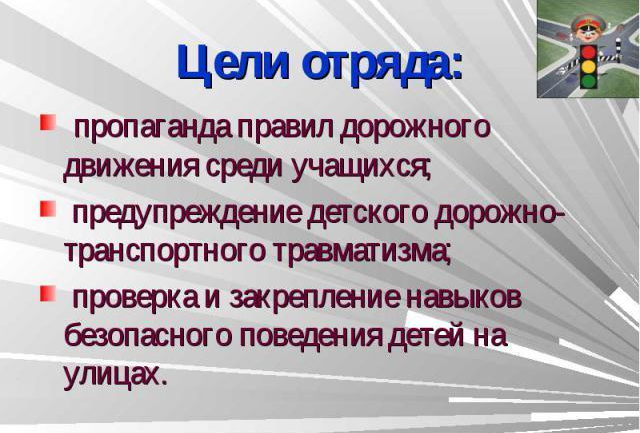 Цели отряда:
пропаганда правил дорожного
движения среди учащихся;
предупреждение детского дорожно-
транспортного травматизма;
проверка и закрепление навыков
безопасного поведения детей на
улицах.